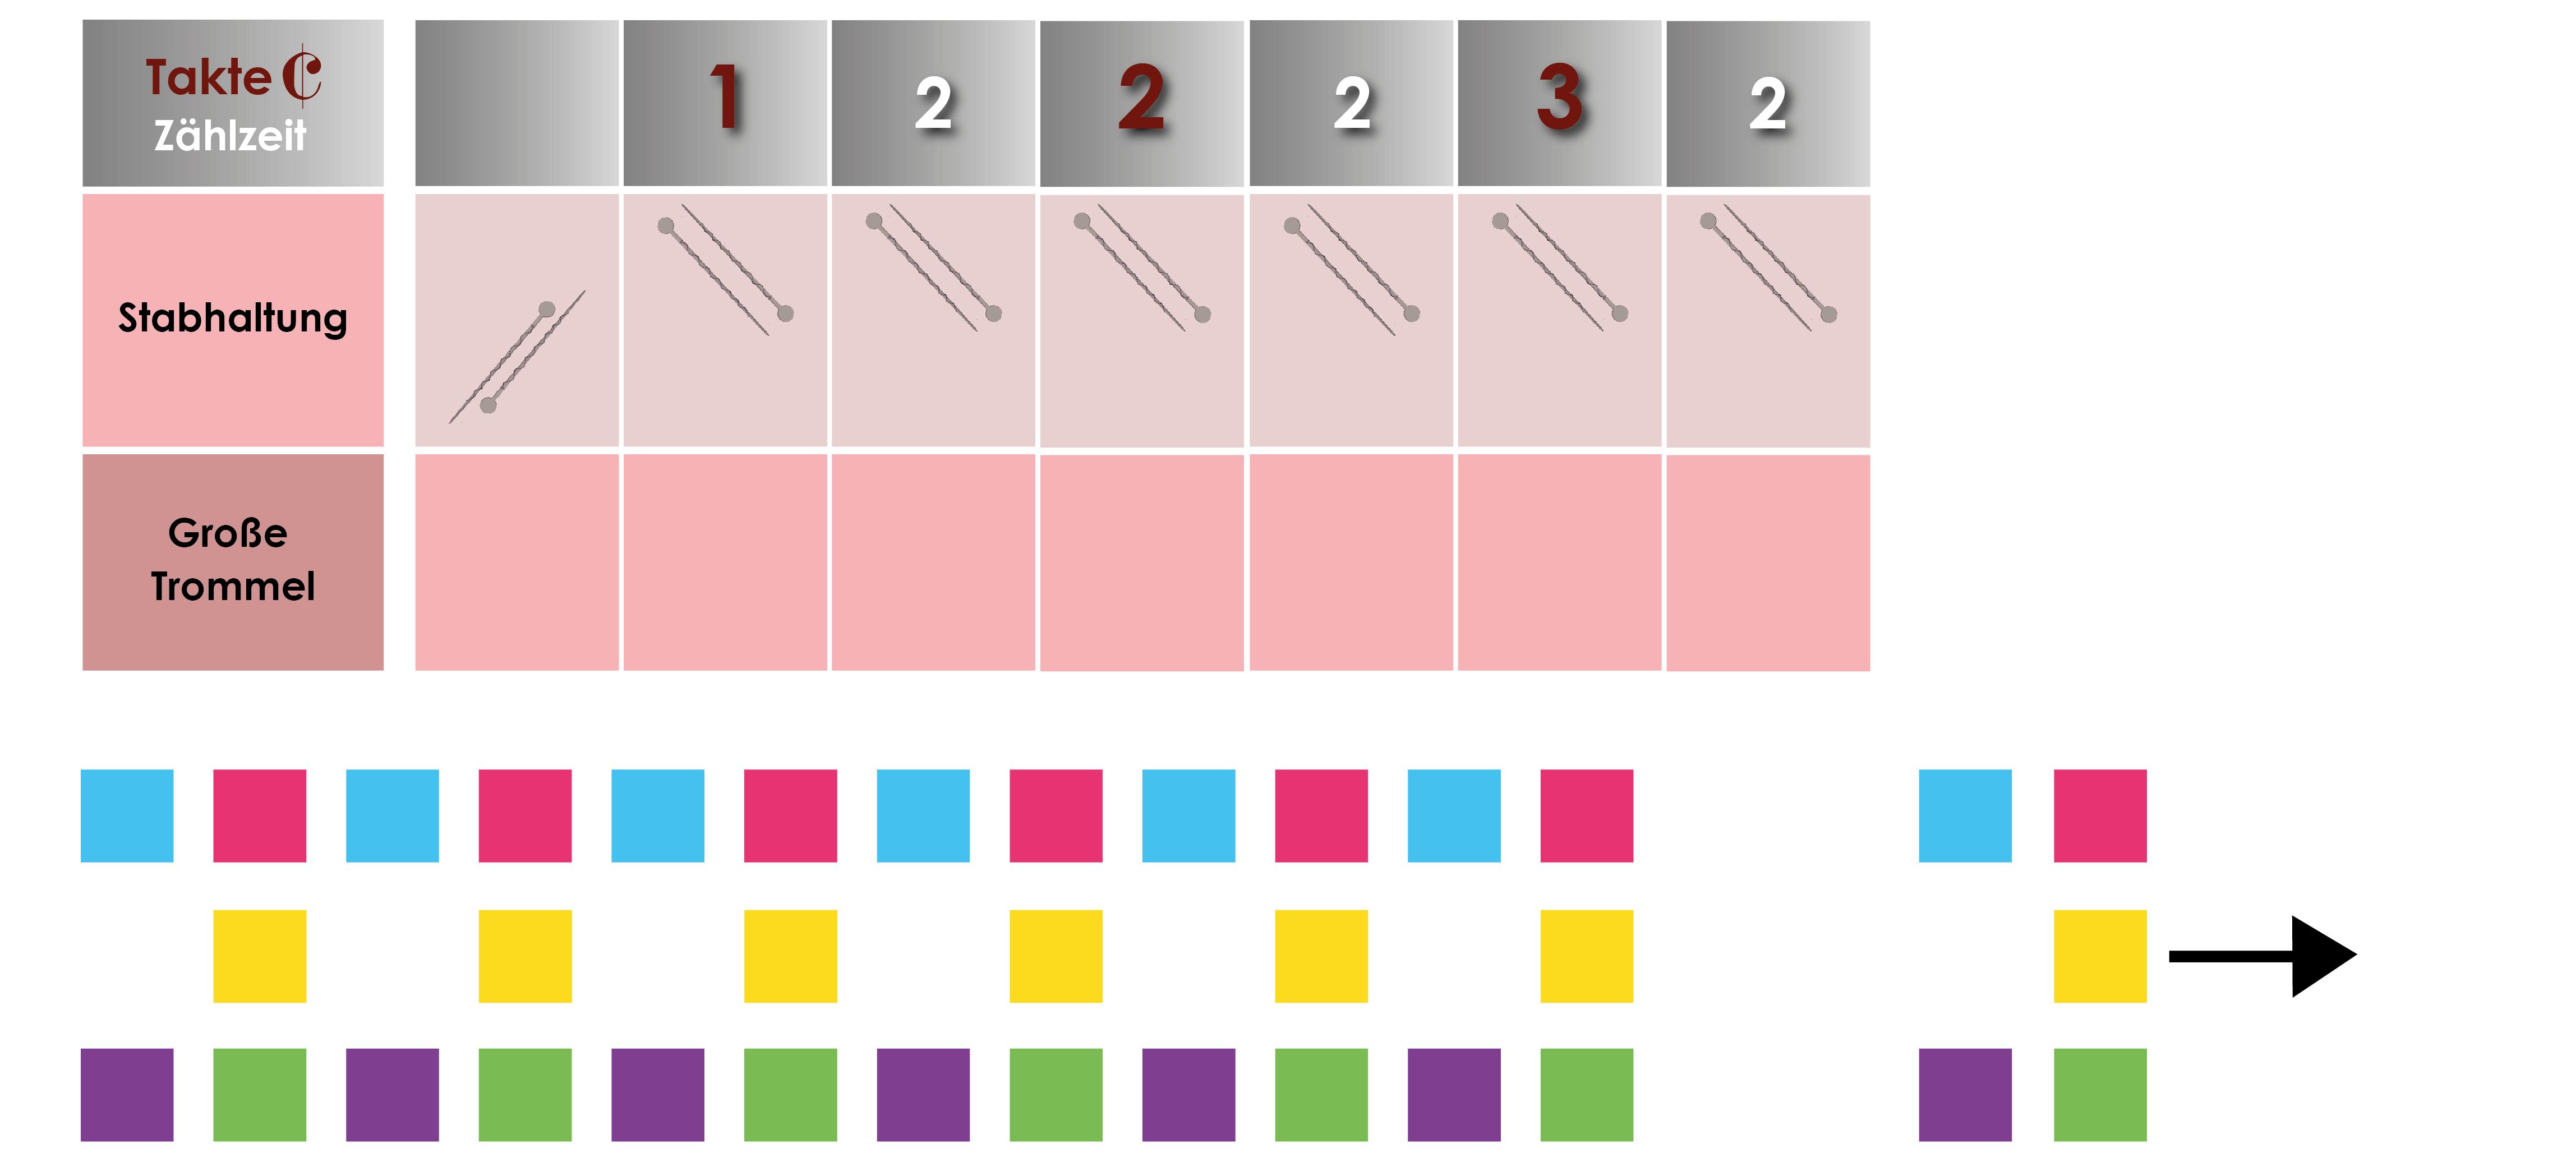 Takte 𝄵
Zählzeit
1 2 2 2 3 2
Stabhaltung
Große
Trommel